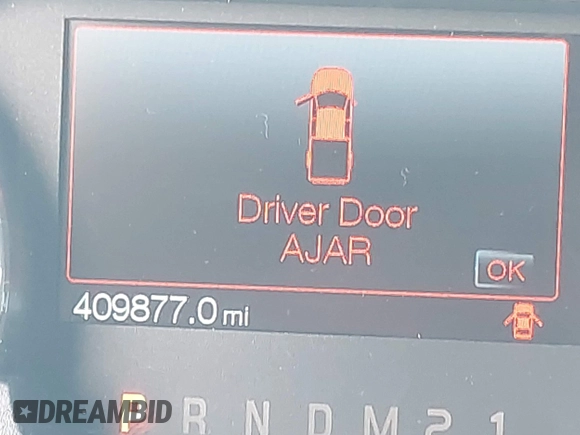 Driver Door
AJAR
OK
409877.0 mi
P R N D M 2 1
DREAMBID